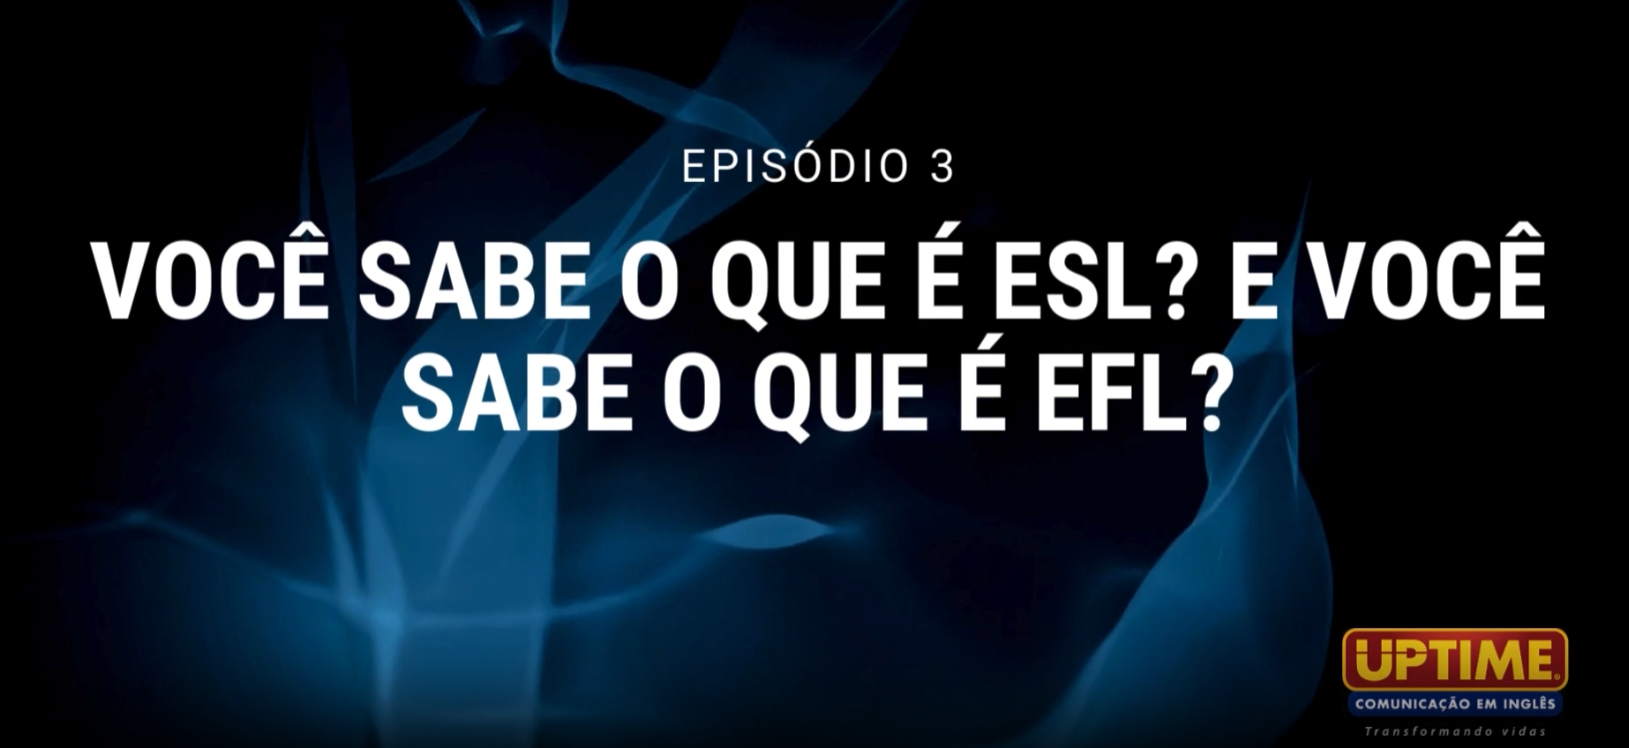 EPISÓDIO 3
VOCÊ SABE O QUE É ESL? E VOCÊ
SABE O QUE É EFL?
UPTIME
COMUNICAÇÃO EM INGLÊS
Transformando vidas